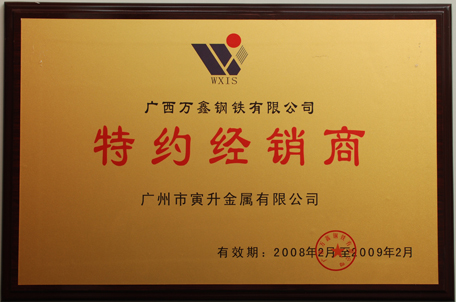 WXIS
广西万鑫钢铁有限公司
特约经销商
广州市寅升金属有限公司
有效期：2008年2月至2009年2月